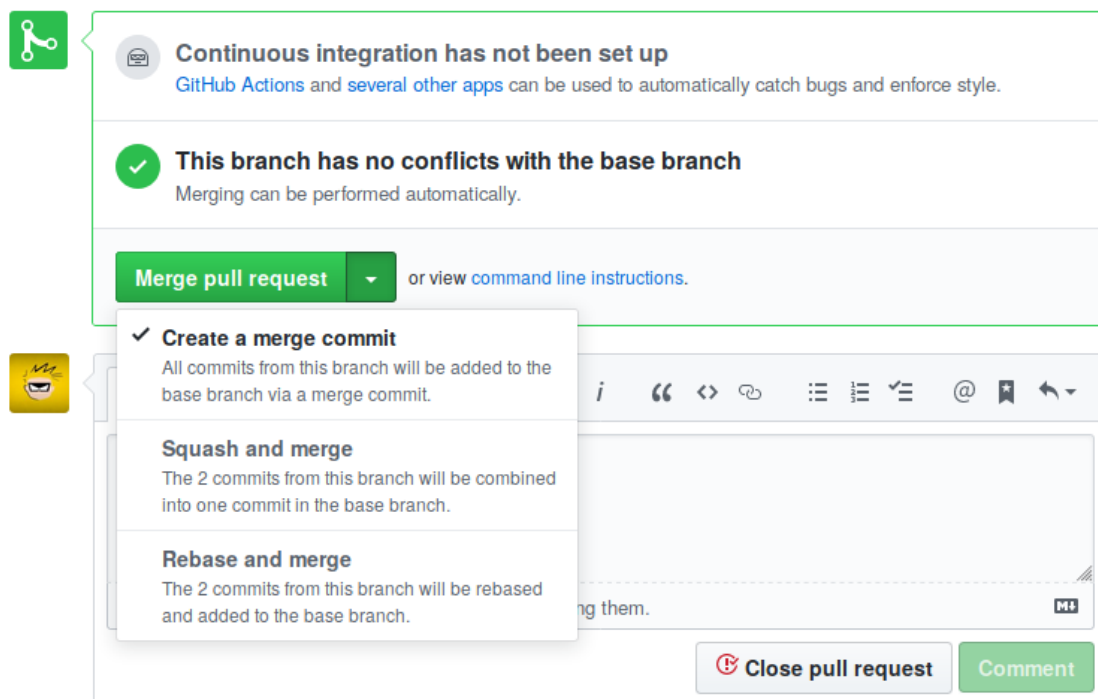 Continuous integration has not been set up
GitHub Actions and several other apps can be used to automatically catch bugs and enforce style.
This branch has no conflicts with the base branch
Merging can be performed automatically.
Merge pull request or view command line instructions.
✓ Create a merge commit
All commits from this branch will be added to the
base branch via a merge commit.
Squash and merge
The 2 commits from this branch will be combined
into one commit in the base branch.
Rebase and merge
The 2 commits from this branch will be rebased
and added to the base branch.
i “ <> @
ng them.
M↓
Close pull request Comment